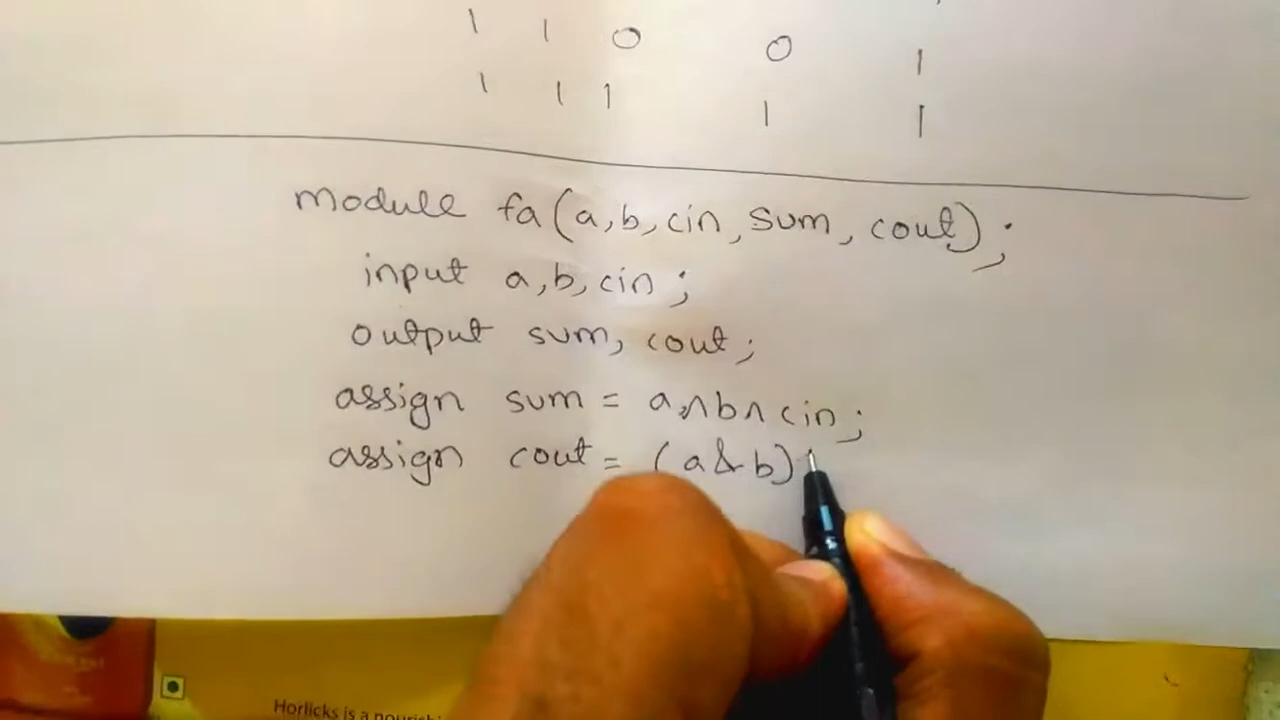 1 1 0 0 1
1 1 1 1 1
module fa(a,b,cin,sum,cout);
input a,b,cin;
output sum, cout;
assign sum = a∧b∧cin;
assign cout = (a&b)
Horlicks is a